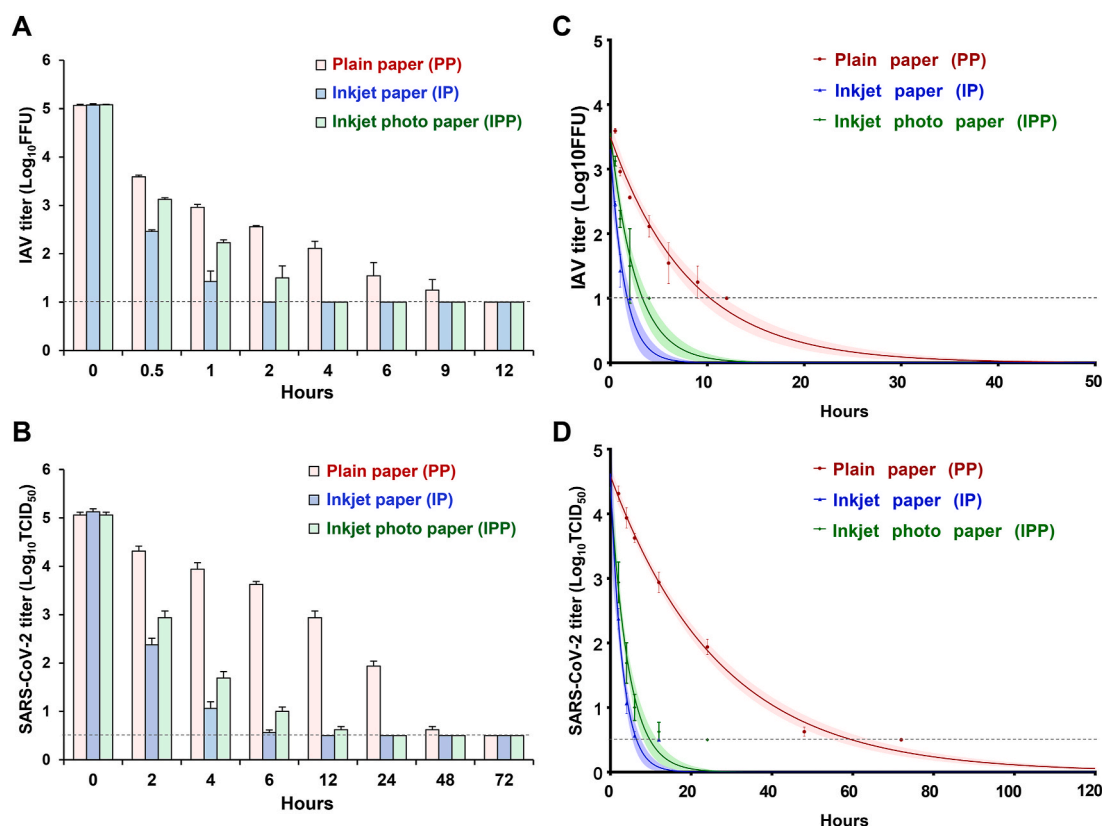 A
Plain paper (PP)
Inkjet paper (IP)
Inkjet photo paper (IPP)
IAV titer (Log10FFU)
6
5
4
3
2
1
0
0 0.5 1 2 4 6 9 12
Hours
B
Plain paper (PP)
Inkjet paper (IP)
Inkjet photo paper (IPP)
SARS-CoV-2 titer (Log10TCID50)
6
5
4
3
2
1
0
0 2 4 6 12 24 48 72
Hours
C
Plain paper (PP)
Inkjet paper (IP)
Inkjet photo paper (IPP)
IAV titer (Log10FFU)
5
4
3
2
1
0
0 10 20 30 40 50
Hours
D
Plain paper (PP)
Inkjet paper (IP)
Inkjet photo paper (IPP)
SARS-CoV-2 titer (Log10TCID50)
5
4
3
2
1
0
0 20 40 60 80 100 120
Hours